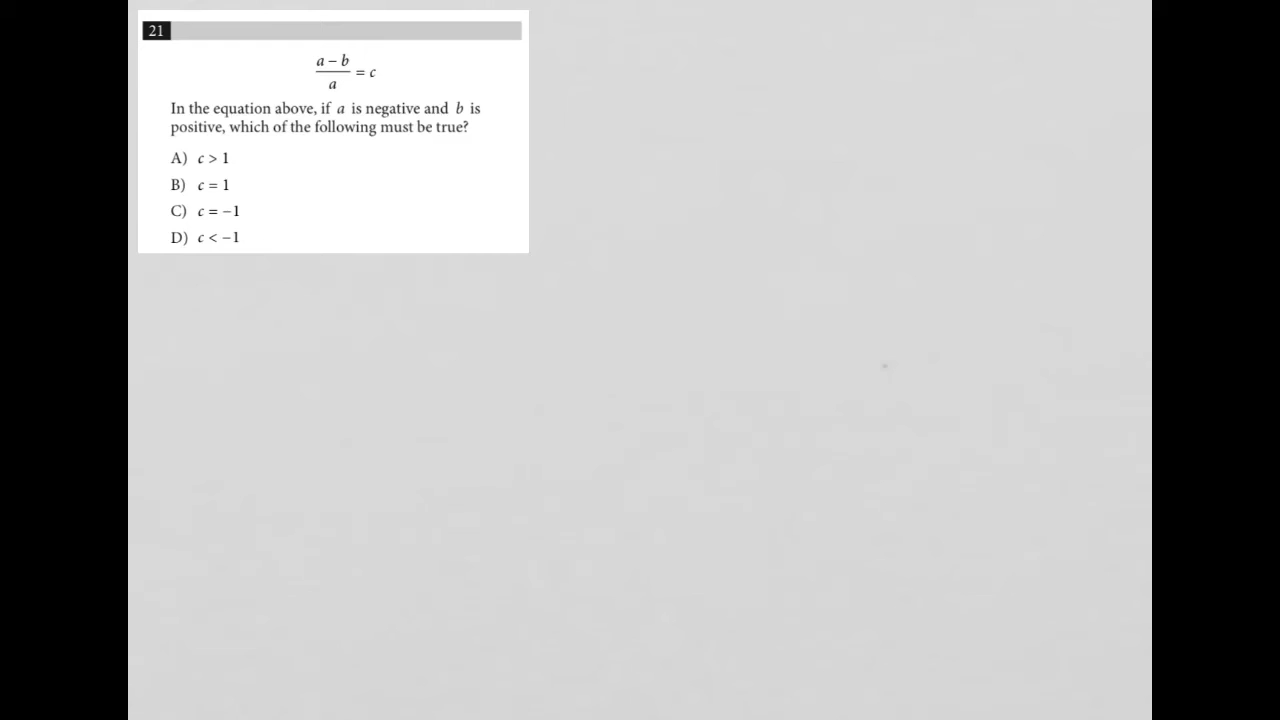 21
a − b
a
= c
In the equation above, if a is negative and b is
positive, which of the following must be true?
A) c > 1
B) c = 1
C) c = −1
D) c < −1